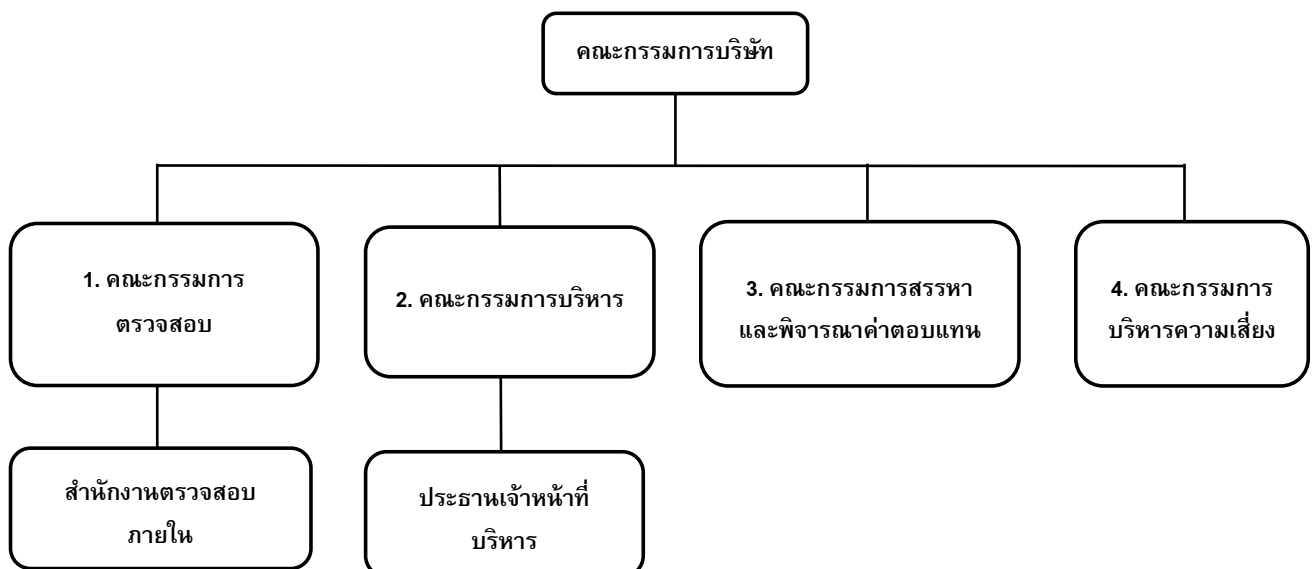 คณะกรรมการบริษัท
1. คณะกรรมการ
ตรวจสอบ
2. คณะกรรมการบริหาร
3. คณะกรรมการสรรหา
และพิจารณาค่าตอบแทน
4. คณะกรรมการ
บริหารความเสี่ยง
สำนักงานตรวจสอบ
ภายใน
ประธานเจ้าหน้าที่
บริหาร